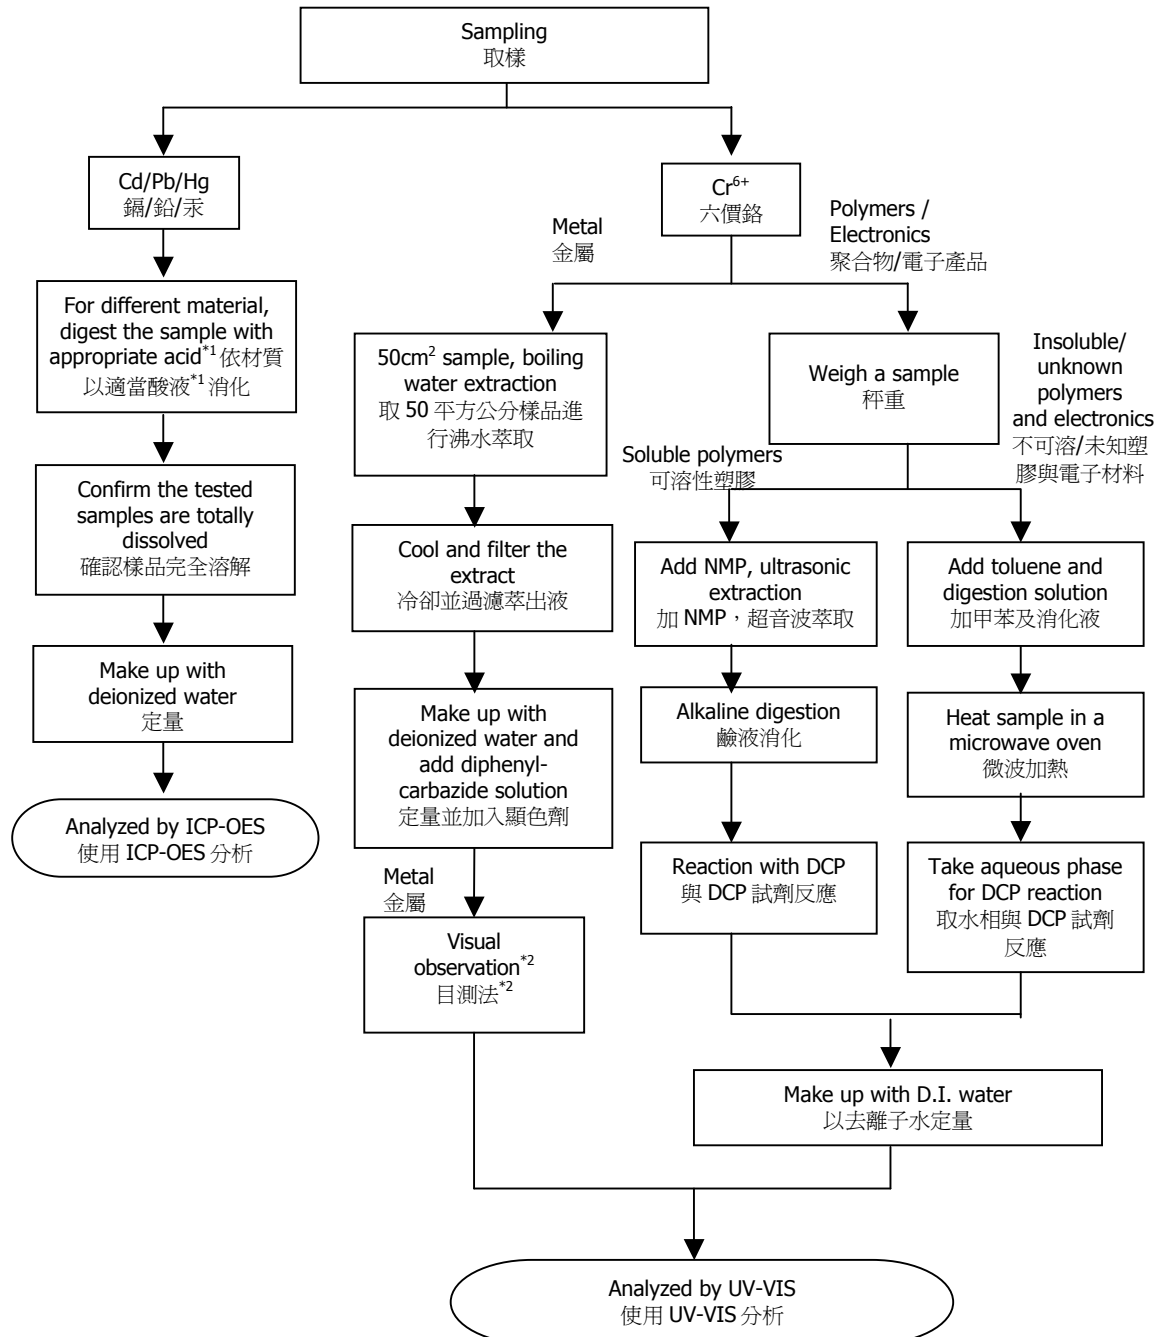 Sampling
取樣
Cd/Pb/Hg
鎘/鉛/汞
Cr6+
六價鉻
Metal
金屬
Polymers /
Electronics
聚合物/電子產品
For different material,
digest the sample with
appropriate acid*1 依材質
以適當酸液*1 消化
50cm2 sample, boiling
water extraction
取 50 平方公分樣品進
行沸水萃取
Weigh a sample
秤重
Insoluble/
unknown
polymers
and electronics
不可溶/未知塑
膠與電子材料
Soluble polymers
可溶性塑膠
Confirm the tested
samples are totally
dissolved
確認樣品完全溶解
Cool and filter the
extract
冷卻並過濾萃出液
Add NMP, ultrasonic
extraction
加 NMP，超音波萃取
Add toluene and
digestion solution
加甲苯及消化液
Make up with
deionized water
定量
Make up with
deionized water and
add diphenyl-
carbazide solution
定量並加入顯色劑
Alkaline digestion
鹼液消化
Heat sample in a
microwave oven
微波加熱
Analyzed by ICP-OES
使用 ICP-OES 分析
Metal
金屬
Reaction with DCP
與 DCP 試劑反應
Take aqueous phase
for DCP reaction
取水相與 DCP 試劑
反應
Visual
observation*2
目測法*2
Make up with D.I. water
以去離子水定量
Analyzed by UV-VIS
使用 UV-VIS 分析